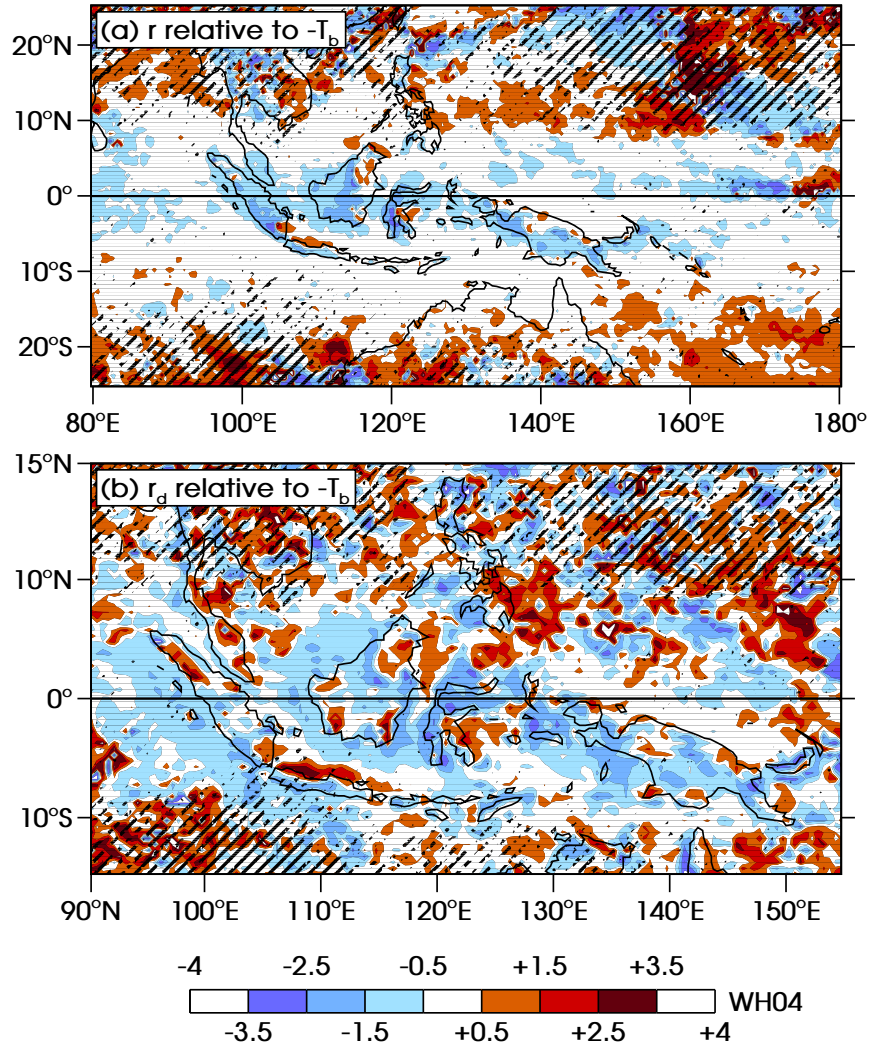 20°N
(a) r relative to -T_b
10°N
0°
10°S
20°S
80°E 100°E 120°E 140°E 160°E 180°
15°N
(b) r_d relative to -T_b
10°N
0°
10°S
90°N 100°E 110°E 120°E 130°E 140°E 150°E
-4 -2.5 -0.5 +1.5 +3.5
WH04
-3.5 -1.5 +0.5 +2.5 +4